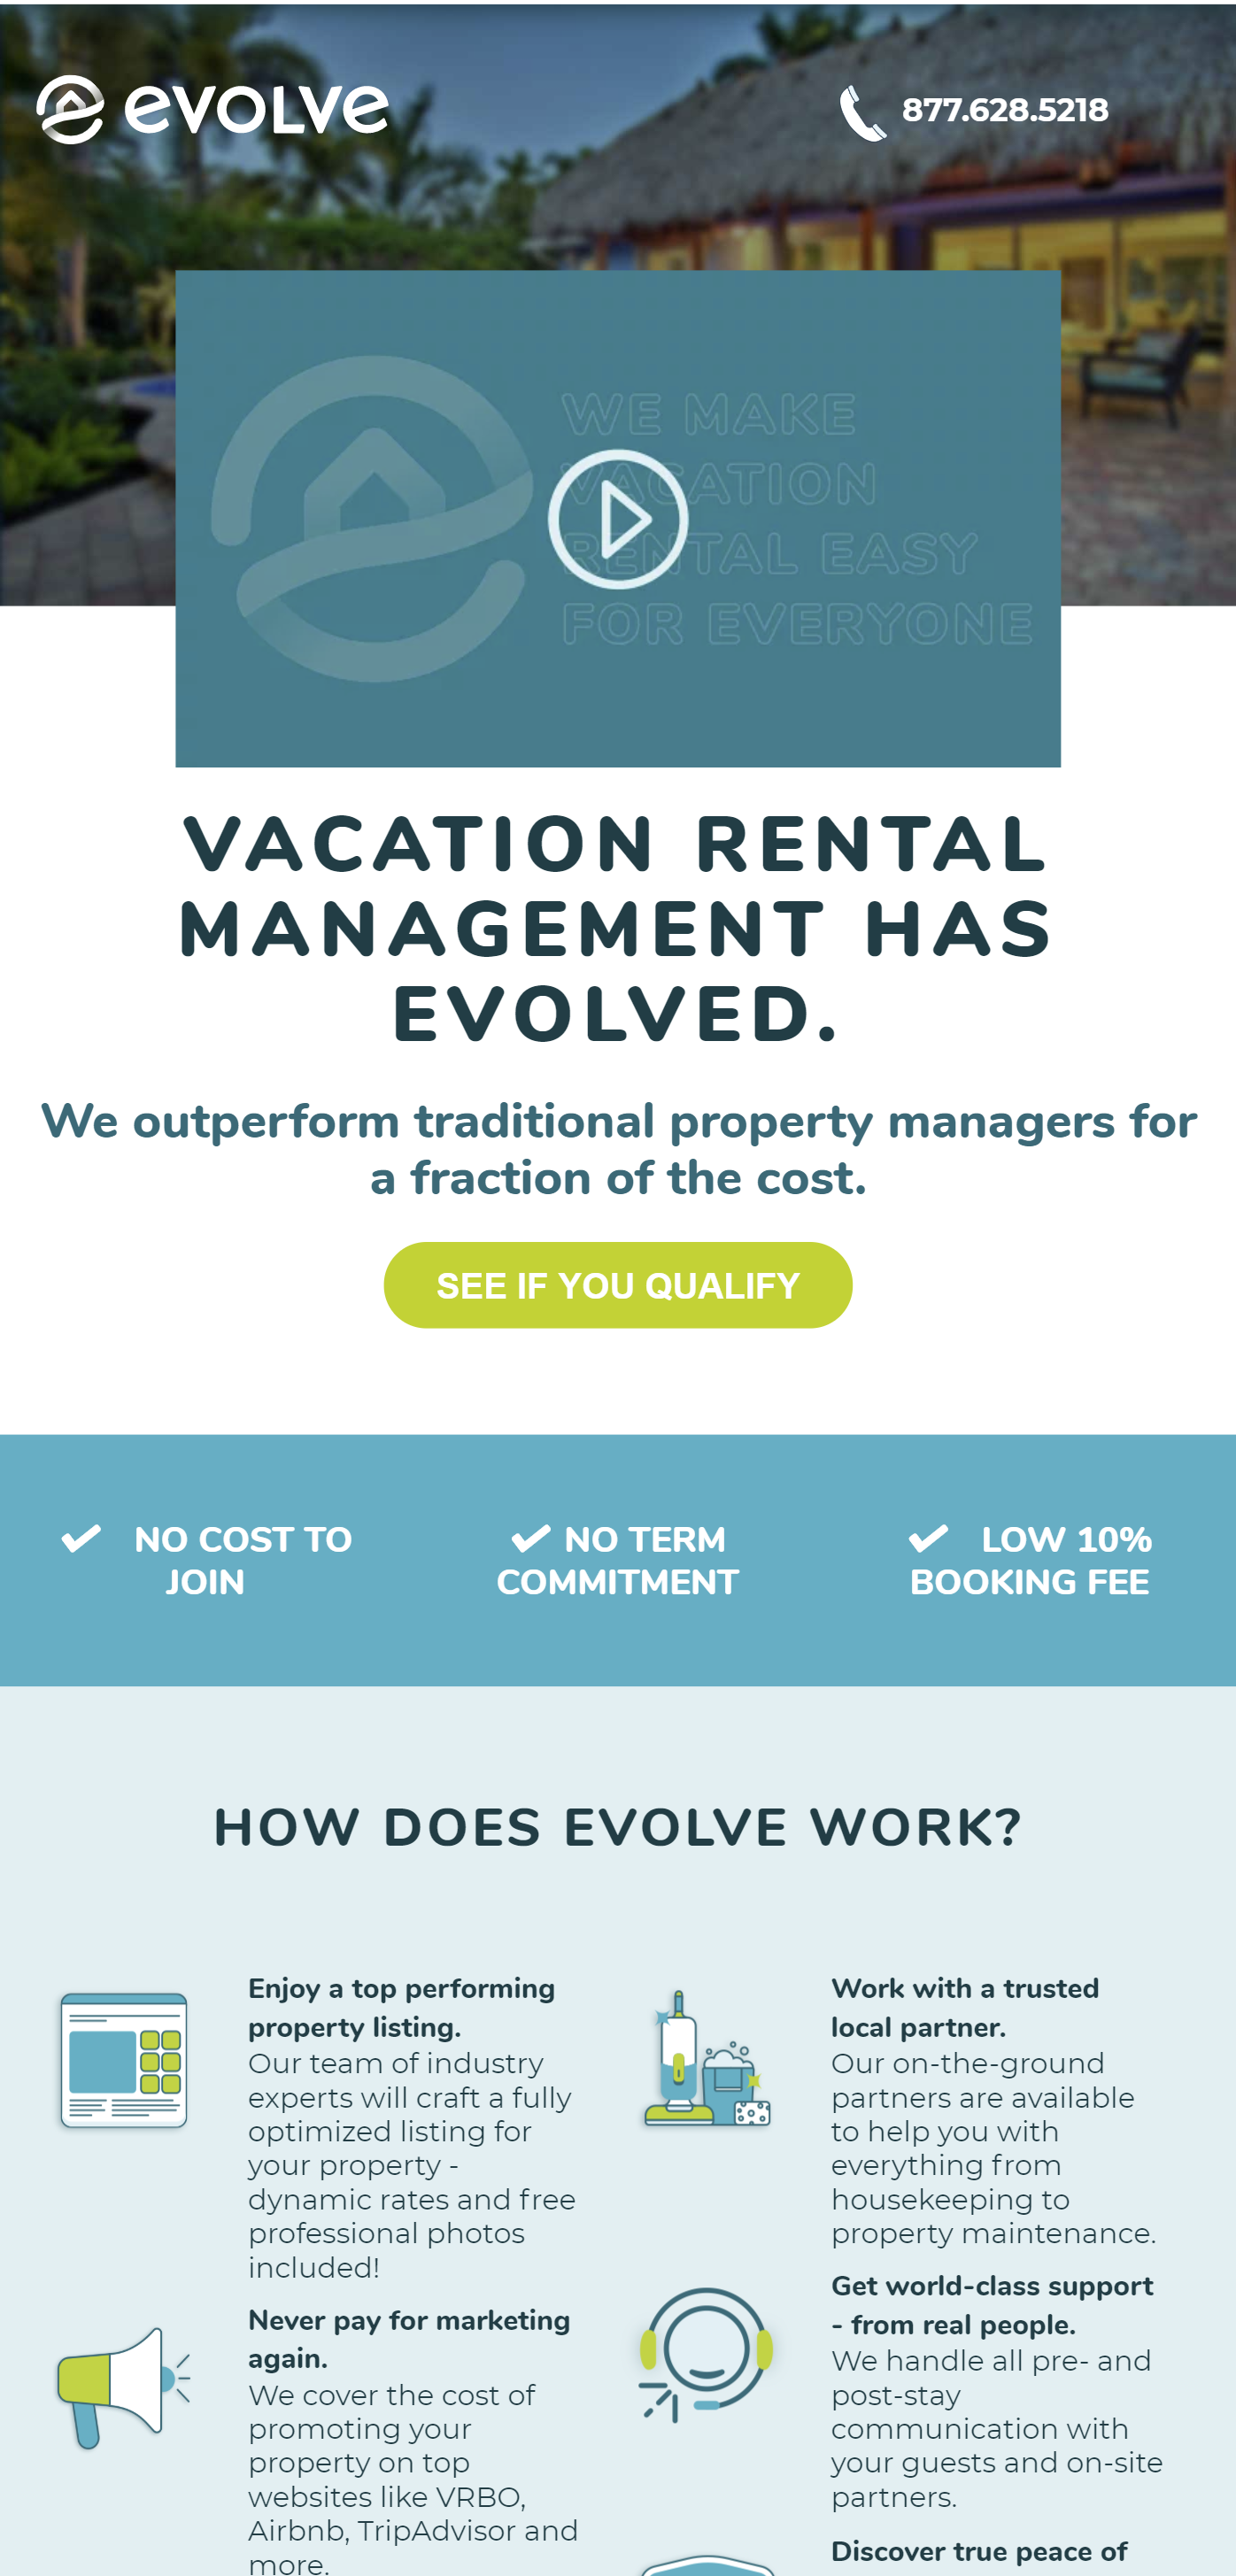 evolve
877.628.5218
WE MAKE
VACATION
RENTAL EASY
FOR EVERYONE
VACATION RENTAL
MANAGEMENT HAS
EVOLVED.
We outperform traditional property managers for
a fraction of the cost.
SEE IF YOU QUALIFY
NO COST TO
JOIN
NO TERM
COMMITMENT
LOW 10%
BOOKING FEE
HOW DOES EVOLVE WORK?
Enjoy a top performing
property listing.
Our team of industry
experts will craft a fully
optimized listing for
your property -
dynamic rates and free
professional photos
included!
Never pay for marketing
again.
We cover the cost of
promoting your
property on top
websites like VRBO,
Airbnb, TripAdvisor and
more.
Work with a trusted
local partner.
Our on-the-ground
partners are available
to help you with
everything from
housekeeping to
property maintenance.
Get world-class support
- from real people.
We handle all pre- and
post-stay
communication with
your guests and on-site
partners.
Discover true peace of